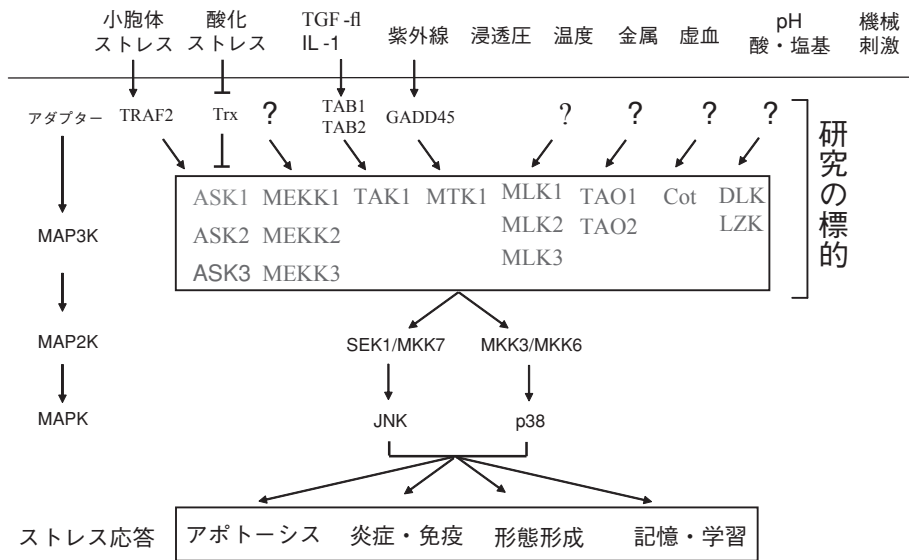 小胞体
ストレス
酸化
ストレス
TGF-fl
IL-1
紫外線 浸透圧 温度 金属 虚血
pH
酸・塩基
機械
刺激
アダプター TRAF2 Trx ? TAB1
TAB2
GADD45 ? ? ? ?
研究の標的
ASK1 MEKK1 TAK1 MTK1 MLK1 TAO1 Cot DLK
ASK2 MEKK2 MLK2 TAO2 LZK
ASK3 MEKK3 MLK3
MAP3K
MAP2K SEK1/MKK7 MKK3/MKK6
MAPK JNK p38
ストレス応答 アポトーシス 炎症・免疫 形態形成 記憶・学習